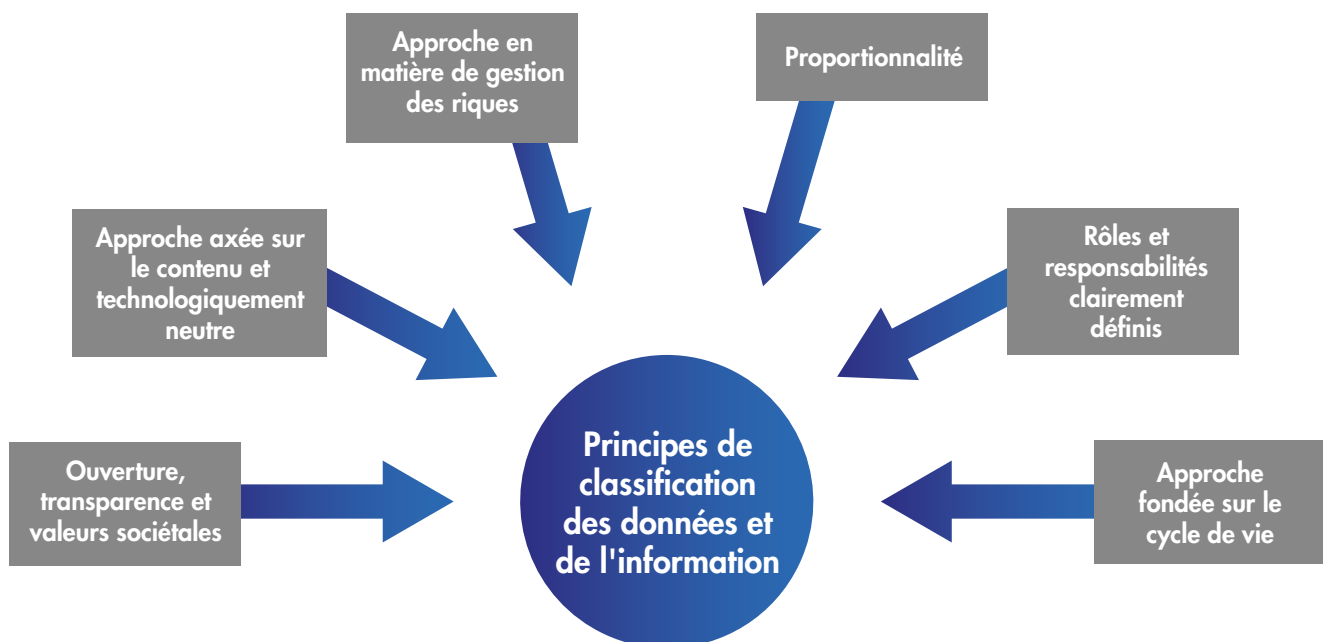 Approche en
matière de gestion
des riques
Proportionnalité
Approche axée sur
le contenu et
technologiquement
neutre
Rôles et
responsabilités
clairement
définis
Ouverture,
transparence et
valeurs sociétales
Principes de
classification
des données et
de l'information
Approche
fondée sur le
cycle de vie